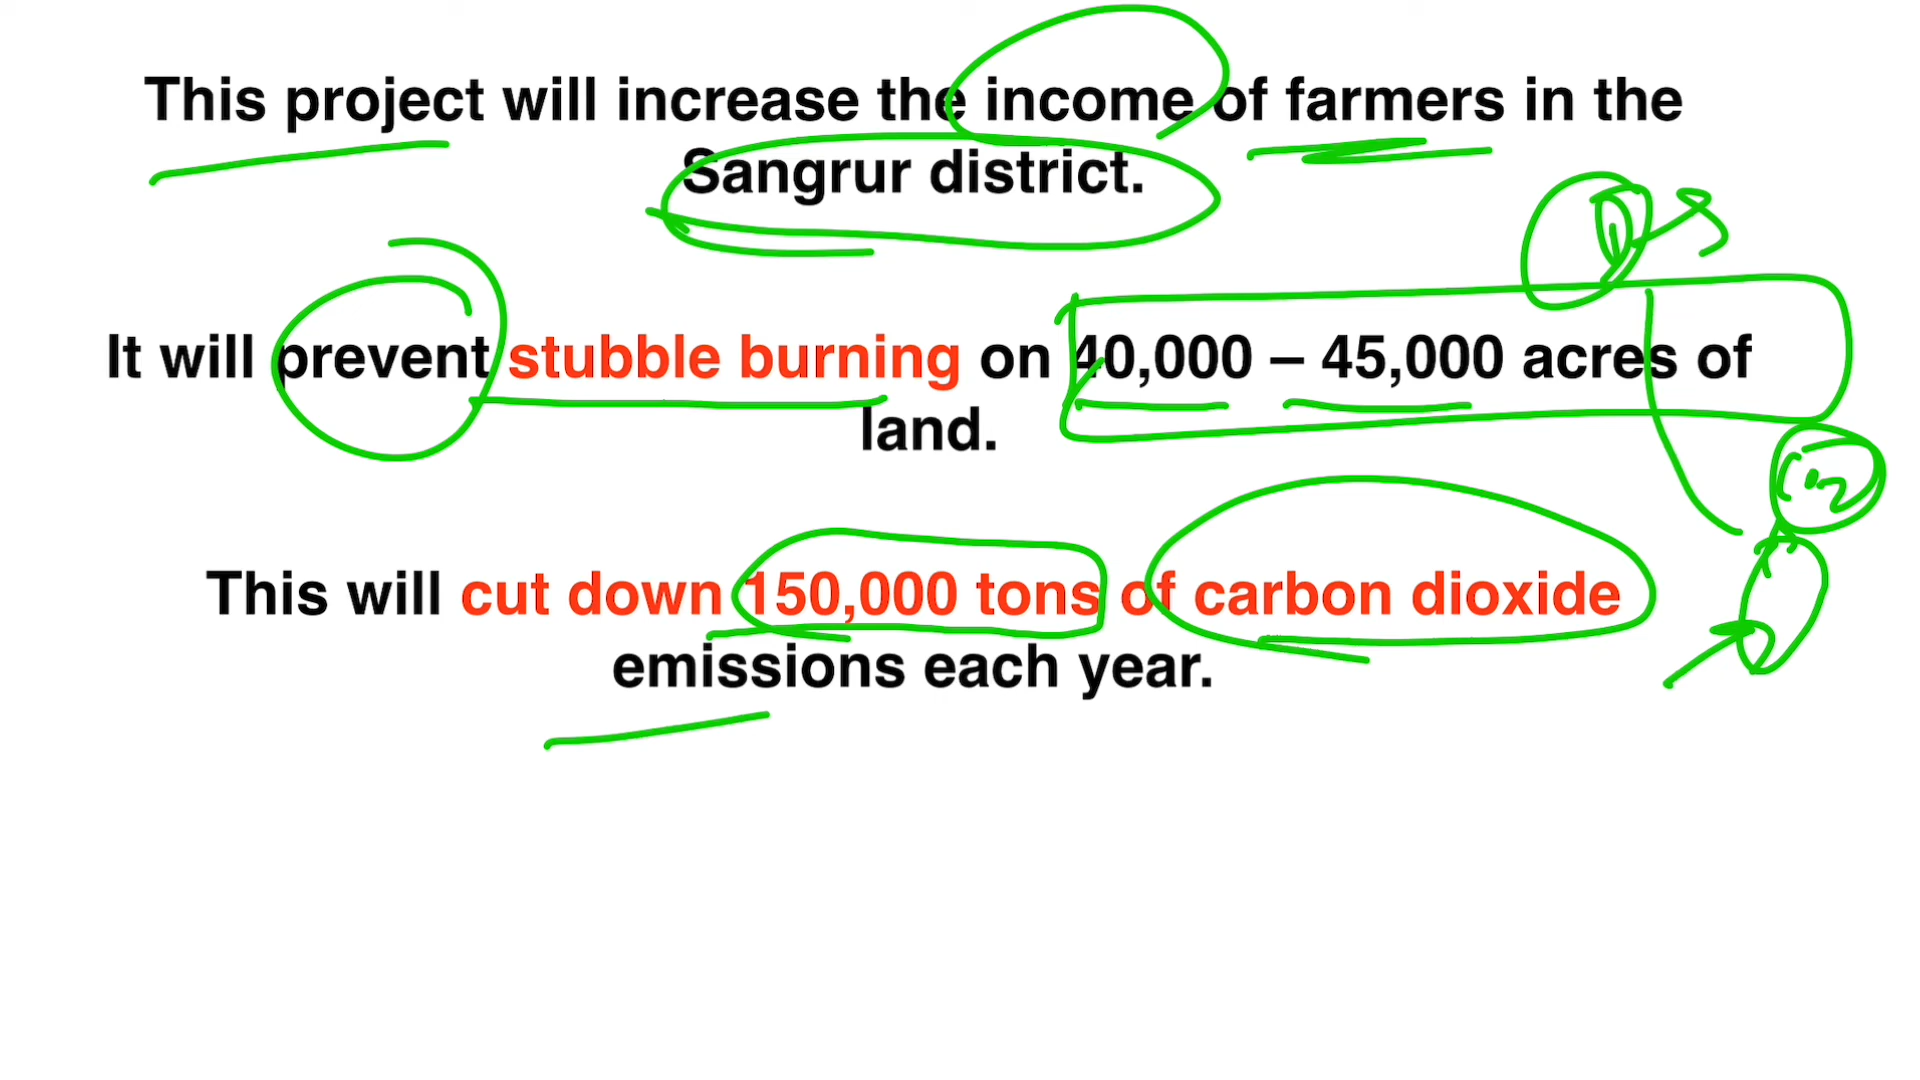 This project will increase the income of farmers in the
Sangrur district.
It will prevent stubble burning on 40,000 – 45,000 acres of
land.
This will cut down 150,000 tons of carbon dioxide
emissions each year.